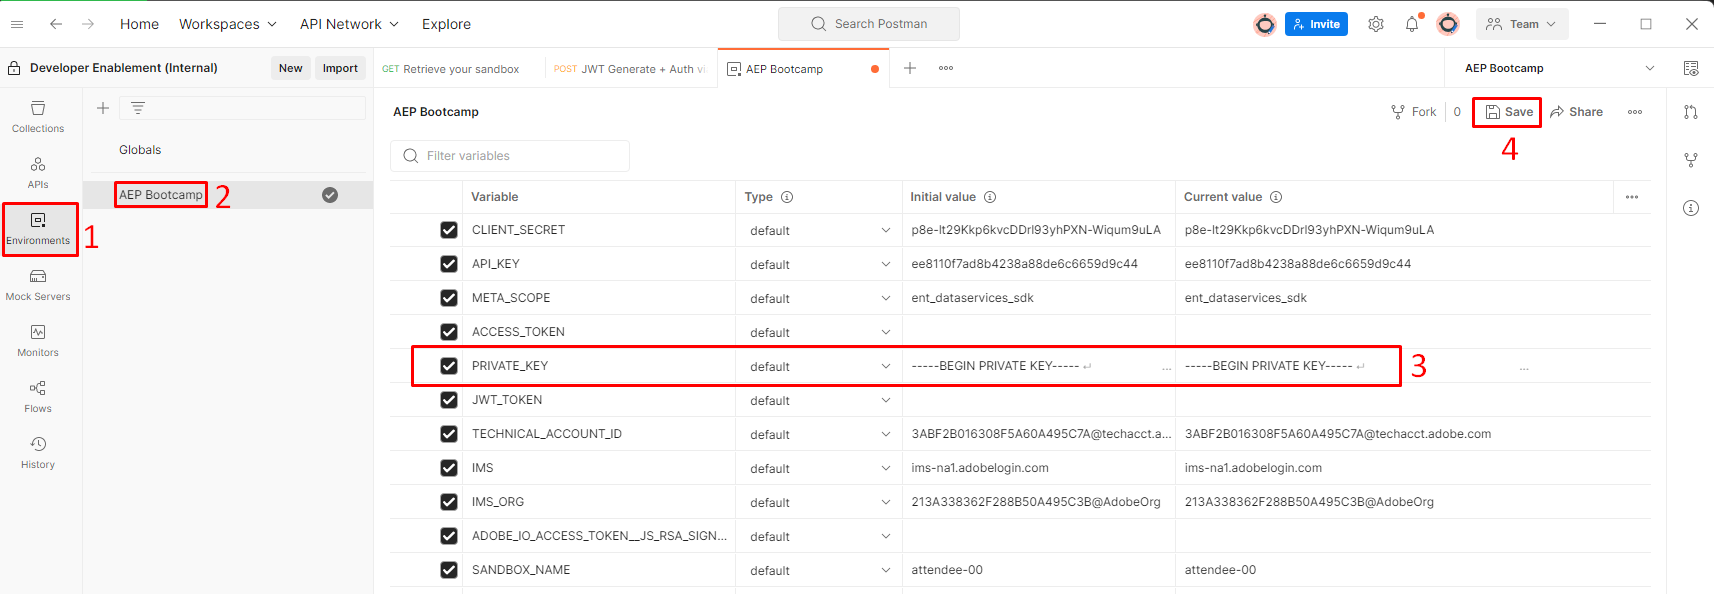 Home Workspaces API Network Explore Search Postman Invite Team
Developer Enablement (Internal) New Import GET Retrieve your sandbox POST JWT Generate + Auth vi AEP Bootcamp AEP Bootcamp
Collections
APIs
Environments 1
Mock Servers
Monitors
Flows
History
Globals
AEP Bootcamp 2
AEP Bootcamp Fork 0 Save Share
4
Filter variables
Variable Type Initial value Current value
CLIENT_SECRET default p8e-lt29Kkp6kvcDDrl93yhPXN-Wiqum9uLA p8e-lt29Kkp6kvcDDrl93yhPXN-Wiqum9uLA
API_KEY default ee8110f7ad8b4238a88de6c6659d9c44 ee8110f7ad8b4238a88de6c6659d9c44
META_SCOPE default ent_dataservices_sdk ent_dataservices_sdk
ACCESS_TOKEN default
PRIVATE_KEY default -----BEGIN PRIVATE KEY----- ↵ ... -----BEGIN PRIVATE KEY----- ↵ ... 3
JWT_TOKEN default
TECHNICAL_ACCOUNT_ID default 3ABF2B016308F5A60A495C7A@techacct.a... 3ABF2B016308F5A60A495C7A@techacct.adobe.com
IMS default ims-na1.adobelogin.com ims-na1.adobelogin.com
IMS_ORG default 213A338362F288B50A495C3B@AdobeOrg 213A338362F288B50A495C3B@AdobeOrg
ADOBE_IO_ACCESS_TOKEN__JS_RSA_SIGN... default
SANDBOX_NAME default attendee-00 attendee-00